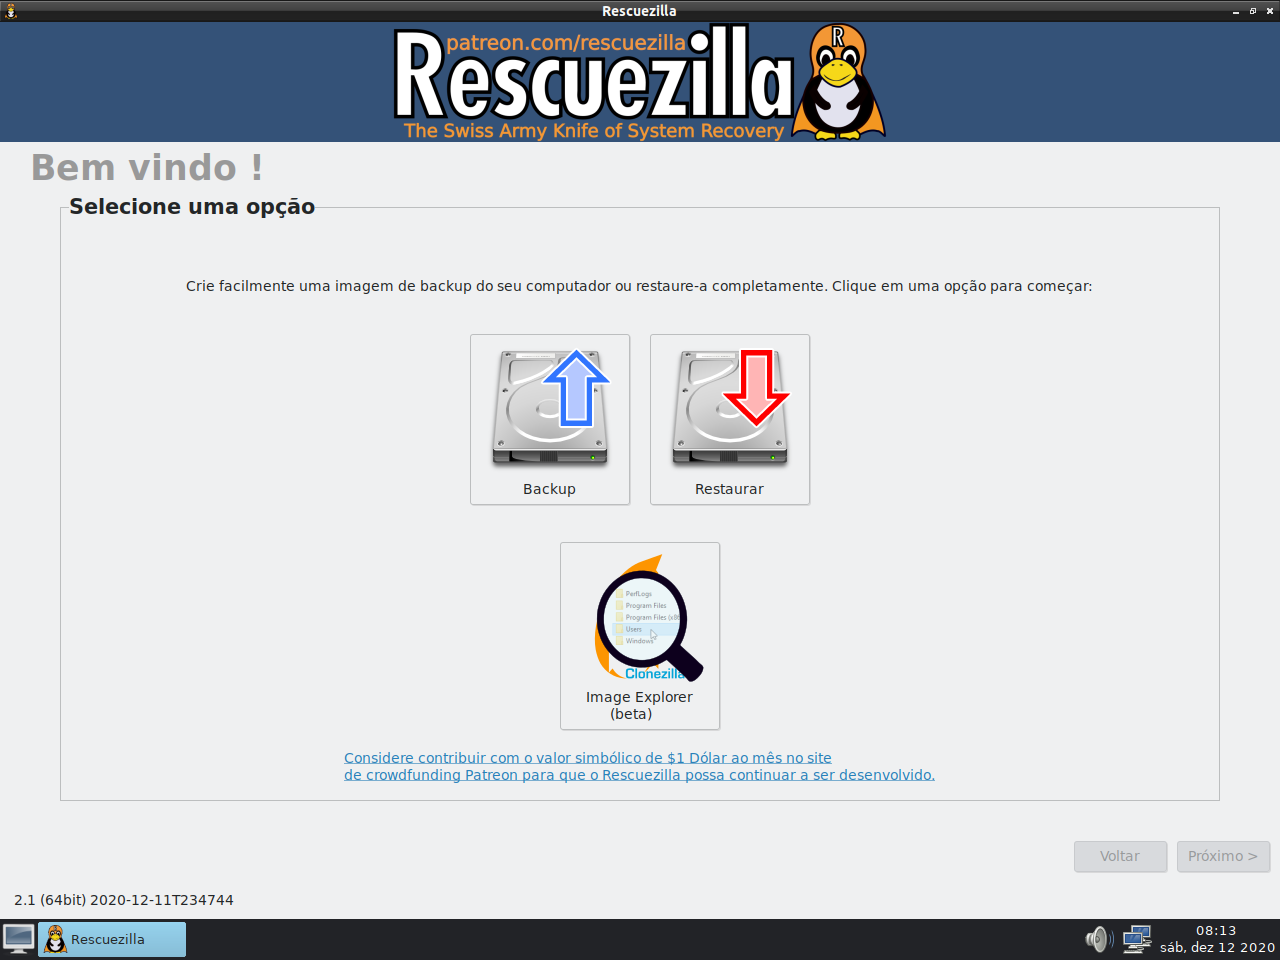 Rescuezilla
patreon.com/rescuezilla
Rescuezilla
R
The Swiss Army Knife of System Recovery
Bem vindo !
Selecione uma opção
Crie facilmente uma imagem de backup do seu computador ou restaure-a completamente. Clique em uma opção para começar:
Backup
Restaurar
PerfLogs
Program Files
Program Files (x86
Users
Windows
Clonezilla
Image Explorer
(beta)
Considere contribuir com o valor simbólico de $1 Dólar ao mês no site
de crowdfunding Patreon para que o Rescuezilla possa continuar a ser desenvolvido.
Voltar
Próximo >
2.1 (64bit) 2020-12-11T234744
Rescuezilla
08:13
sáb, dez 12 2020